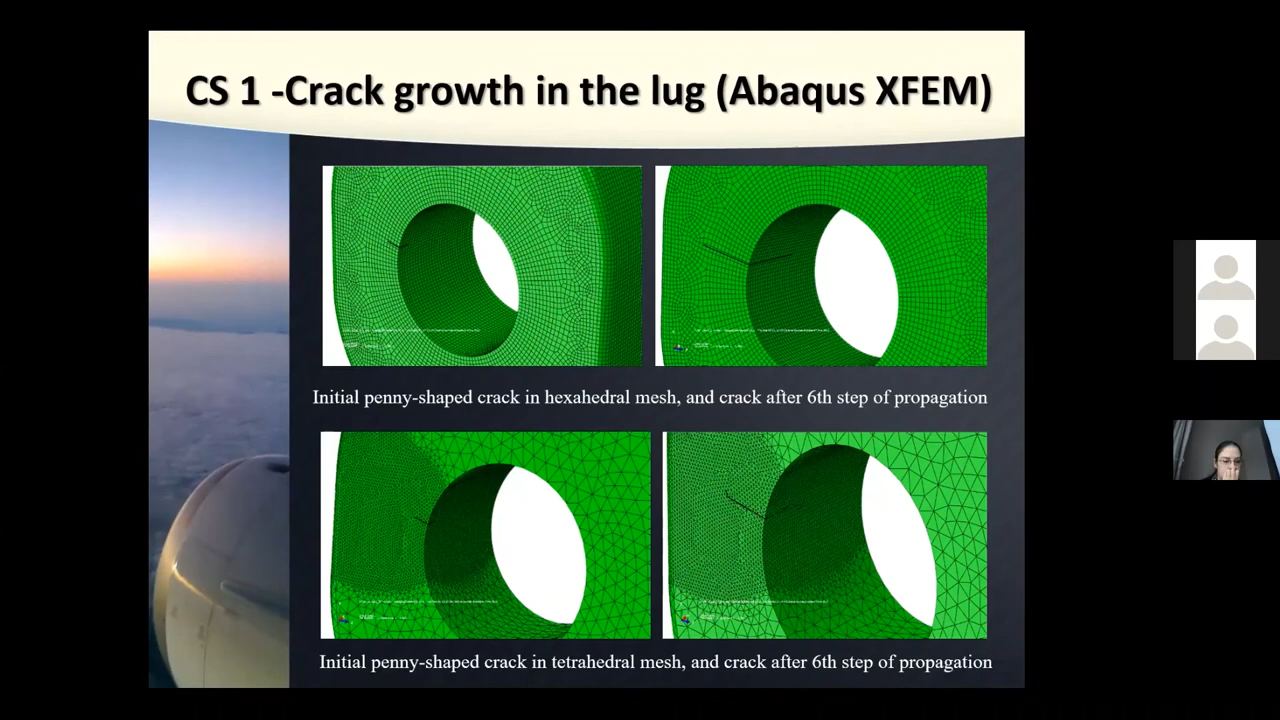 CS 1 -Crack growth in the lug (Abaqus XFEM)
Initial penny-shaped crack in hexahedral mesh, and crack after 6th step of propagation
Initial penny-shaped crack in tetrahedral mesh, and crack after 6th step of propagation